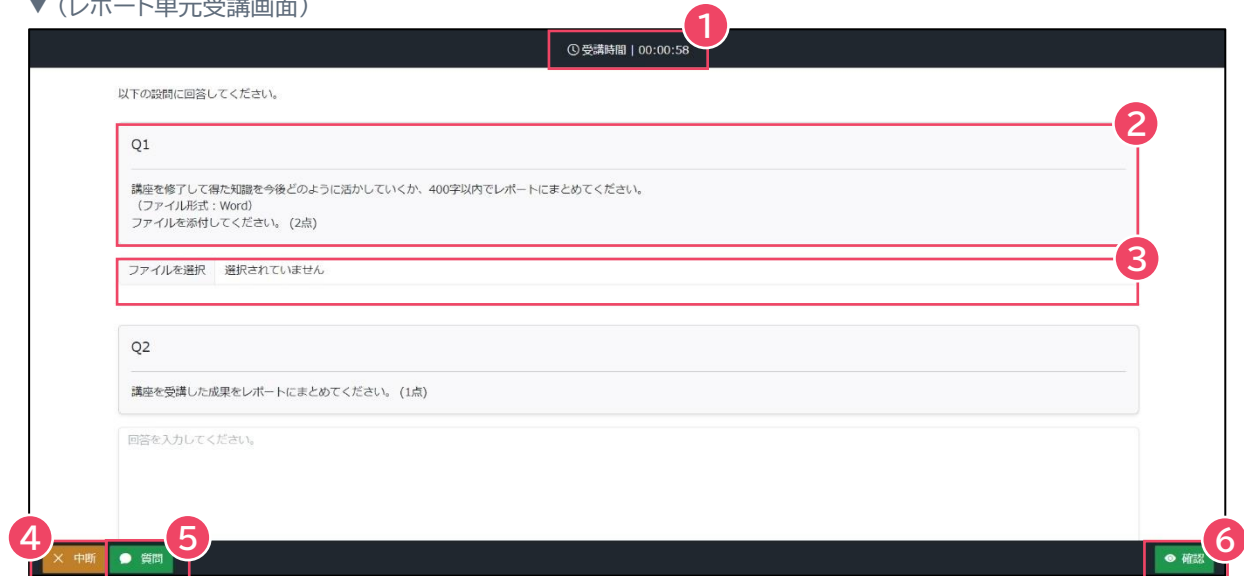 ▼（レポート単元受講画面）
1
受講時間 | 00:00:58
以下の設問に回答してください。
2
Q1
講座を修了して得た知識を今後どのように活かしていくか、400字以内でレポートにまとめてください。
（ファイル形式：Word）
ファイルを添付してください。 (2点)
3
ファイルを選択 選択されていません
Q2
講座を受講した成果をレポートにまとめてください。 (1点)
回答を入力してください。
4
5
6
× 中断 質問 確認